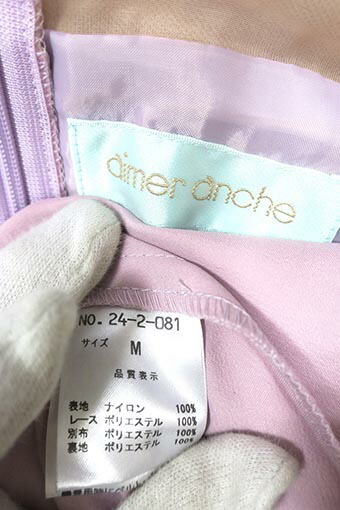 aimer anche
NO. 24-2-081
サイズ M
品質表示
表地 ナイロン 100%
レース ポリエステル 100%
別布 ポリエステル 100%
裏地 ポリエステル 100%